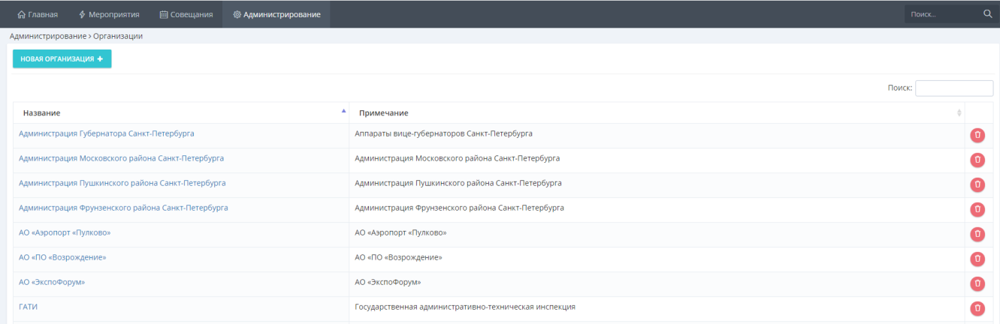 Главная Мероприятия Совещания Администрирование Поиск...
Администрирование › Организации
НОВАЯ ОРГАНИЗАЦИЯ +
Поиск:
Название Примечание
Администрация Губернатора Санкт-Петербурга Аппараты вице-губернаторов Санкт-Петербурга
Администрация Московского района Санкт-Петербурга Администрация Московского района Санкт-Петербурга
Администрация Пушкинского района Санкт-Петербурга Администрация Пушкинского района Санкт-Петербурга
Администрация Фрунзенского района Санкт-Петербурга Администрация Фрунзенского района Санкт-Петербурга
АО «Аэропорт «Пулково» АО «Аэропорт «Пулково»
АО «ПО «Возрождение» АО «ПО «Возрождение»
АО «ЭкспоФорум» АО «ЭкспоФорум»
ГАТИ Государственная административно-техническая инспекция